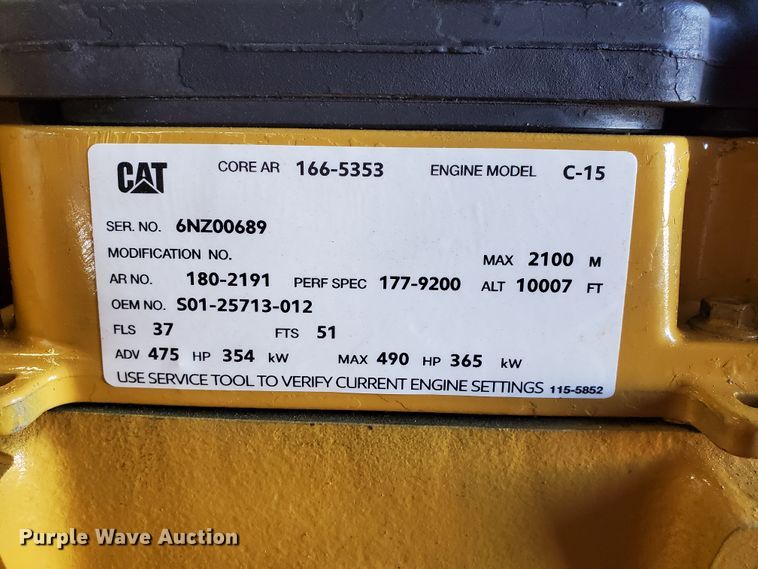 CAT CORE AR 166-5353 ENGINE MODEL C-15
SER. NO. 6NZ00689
MODIFICATION NO. MAX 2100 M
AR NO. 180-2191 PERF SPEC 177-9200 ALT 10007 FT
OEM NO. S01-25713-012
FLS 37 FTS 51
ADV 475 HP 354 kW MAX 490 HP 365 kW
USE SERVICE TOOL TO VERIFY CURRENT ENGINE SETTINGS 115-5852
Purple Wave Auction